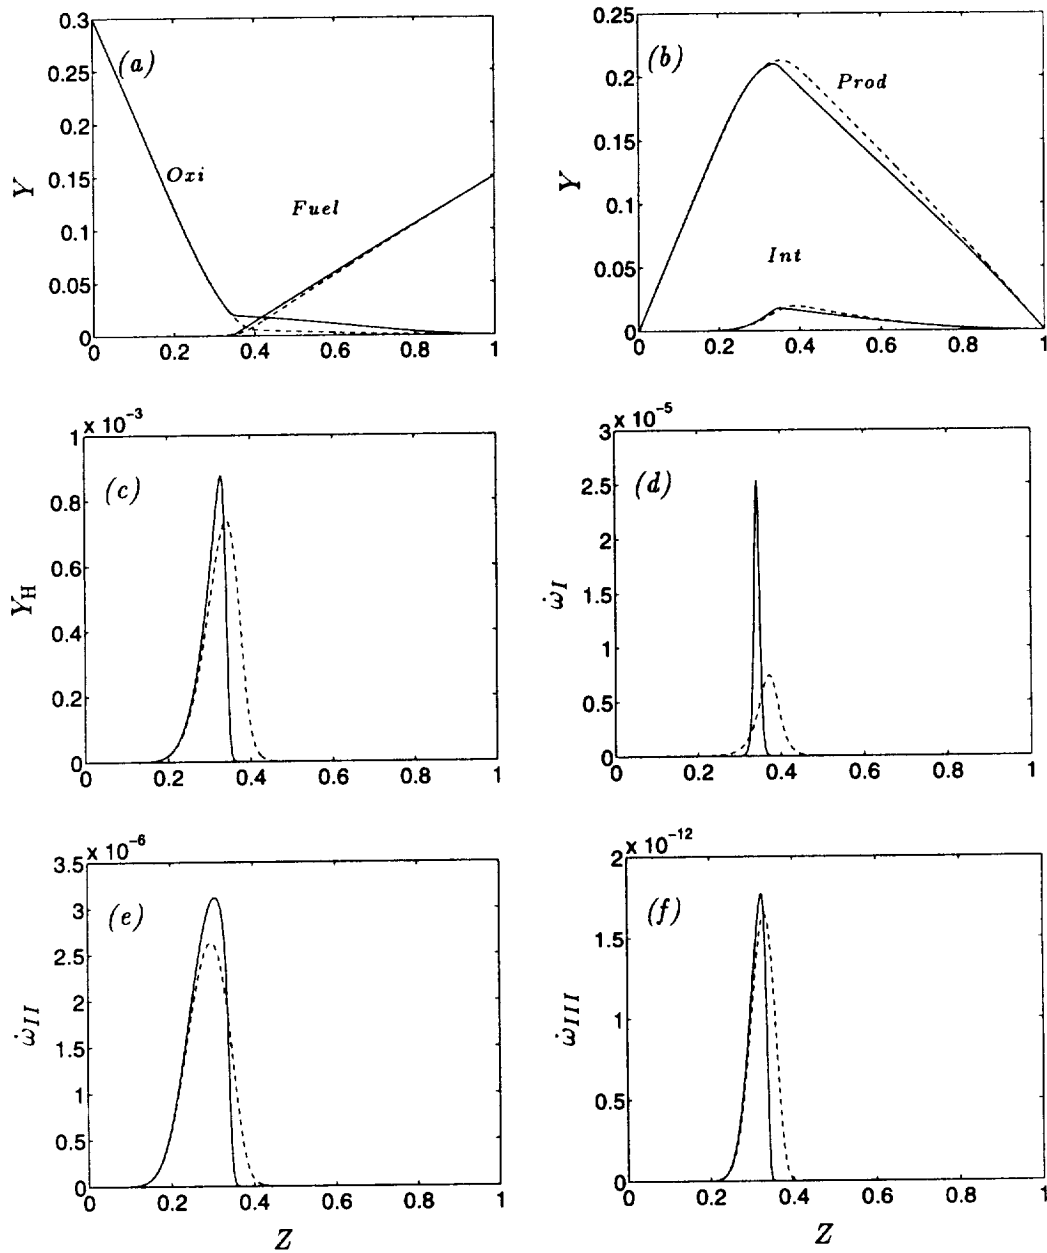 (a)
Oxi
Fuel
Y
0.3
0.25
0.2
0.15
0.1
0.05
0
0 0.2 0.4 0.6 0.8 1
(b)
Prod
Int
Y
0.25
0.2
0.15
0.1
0.05
0
0 0.2 0.4 0.6 0.8 1
x 10⁻³
(c)
Y_H
1
0.8
0.6
0.4
0.2
0
0 0.2 0.4 0.6 0.8 1
x 10⁻⁵
(d)
ω̇_I
3
2.5
2
1.5
1
0.5
0
0 0.2 0.4 0.6 0.8 1
x 10⁻⁶
(e)
ω̇_II
3.5
3
2.5
2
1.5
1
0.5
0
0 0.2 0.4 0.6 0.8 1
Z
x 10⁻¹²
(f)
ω̇_III
2
1.5
1
0.5
0
0 0.2 0.4 0.6 0.8 1
Z